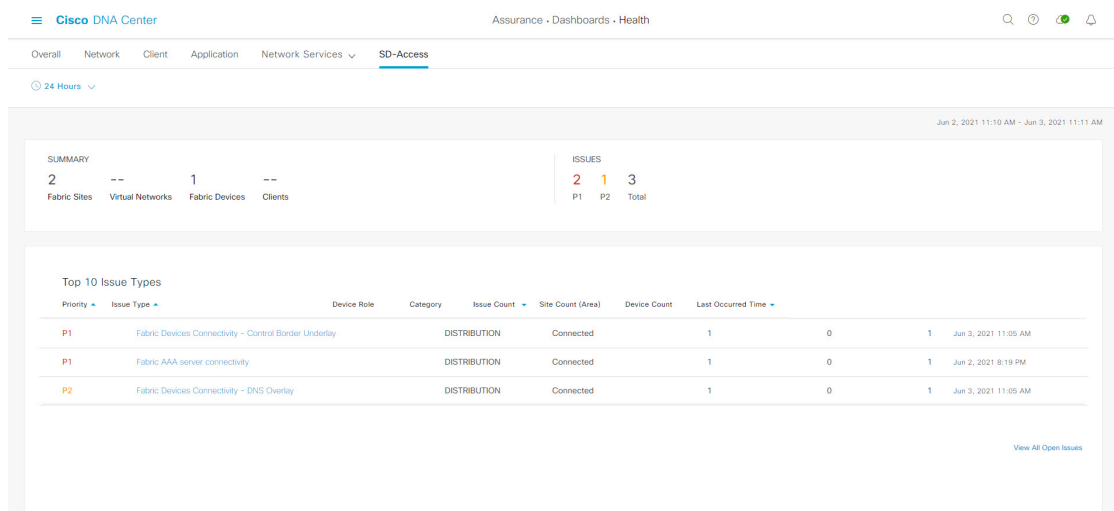 Cisco DNA Center
Assurance • Dashboards • Health
Overall Network Client Application Network Services SD-Access
24 Hours
Jun 2, 2021 11:10 AM - Jun 3, 2021 11:11 AM
SUMMARY
2 -- 1 --
Fabric Sites Virtual Networks Fabric Devices Clients
ISSUES
2 1 3
P1 P2 Total
Top 10 Issue Types
Priority Issue Type Device Role Category Issue Count Site Count (Area) Device Count Last Occurred Time
P1 Fabric Devices Connectivity - Control Border Underlay DISTRIBUTION Connected 1 0 1 Jun 3, 2021 11:05 AM
P1 Fabric AAA server connectivity DISTRIBUTION Connected 1 0 1 Jun 2, 2021 8:19 PM
P2 Fabric Devices Connectivity - DNS Overlay DISTRIBUTION Connected 1 0 1 Jun 3, 2021 11:05 AM
View All Open Issues